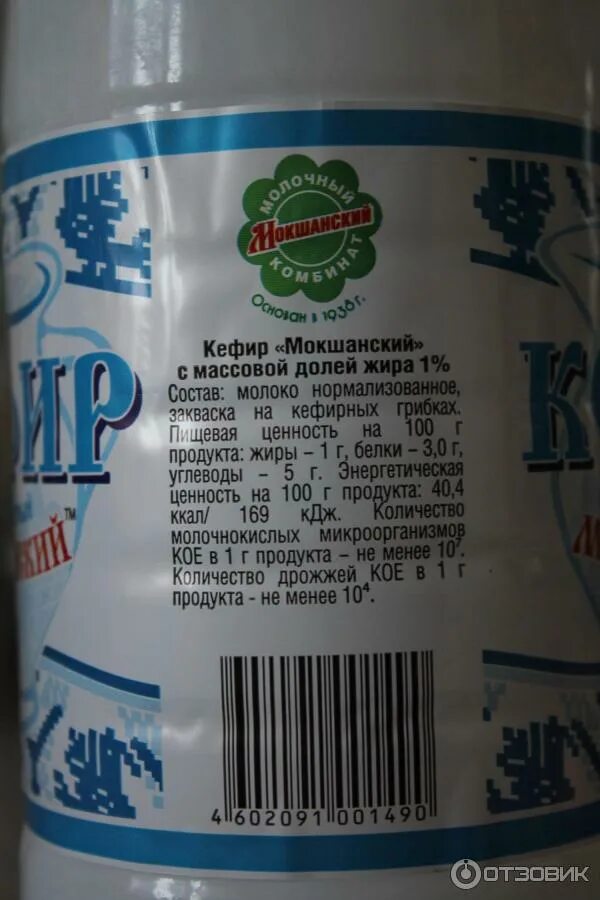 МОЛОЧНЫЙ
МОКШАНСКИЙ
КОМБИНАТ
Основан в 1938 г.
Кефир «Мокшанский»
с массовой долей жира 1%
Состав: молоко нормализованное,
закваска на кефирных грибках.
Пищевая ценность на 100 г
продукта: жиры – 1 г, белки – 3,0 г,
углеводы – 5 г. Энергетическая
ценность на 100 г продукта: 40,4
ккал/ 169 кДж. Количество
молочнокислых микроорганизмов
КОЕ в 1 г продукта – не менее 10⁷.
Количество дрожжей КОЕ в 1 г
продукта - не менее 10⁴.
ИР
кий™
К
4 602091 001490
ОТЗОВИК